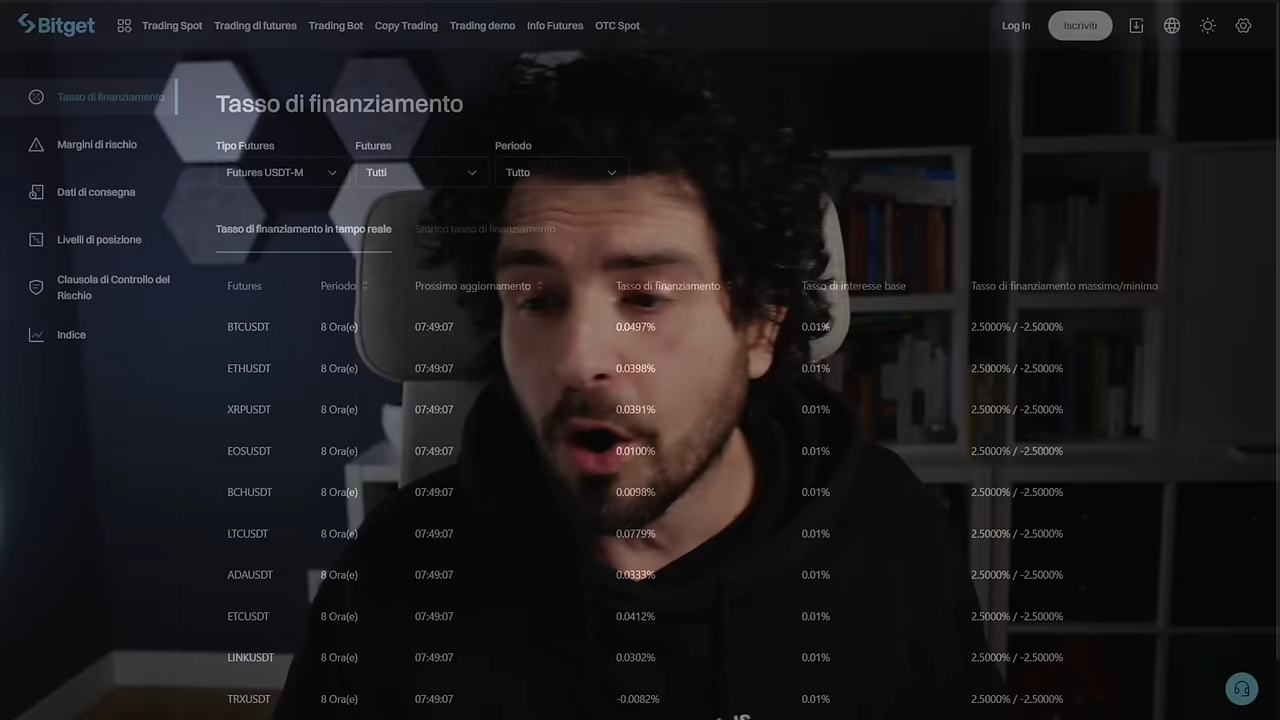 Bitget
Trading Spot
Trading di futures
Trading Bot
Copy Trading
Trading demo
Info Futures
OTC Spot
Log In
Iscriviti
Tasso di finanziamento
Margini di rischio
Dati di consegna
Livelli di posizione
Clausola di Controllo del
Rischio
Indice
Tasso di finanziamento
Tipo Futures Futures Periodo
Futures USDT-M Tutti Tutto
Tasso di finanziamento in tempo reale Storico tasso di finanziamento
Futures Periodo Prossimo aggiornamento Tasso di finanziamento Tasso di interesse base Tasso di finanziamento massimo/minimo
BTCUSDT 8 Ora(e) 07:49:07 0.0497% 0.01% 2.5000% / -2.5000%
ETHUSDT 8 Ora(e) 07:49:07 0.0398% 0.01% 2.5000% / -2.5000%
XRPUSDT 8 Ora(e) 07:49:07 0.0391% 0.01% 2.5000% / -2.5000%
EOSUSDT 8 Ora(e) 07:49:07 0.0100% 0.01% 2.5000% / -2.5000%
BCHUSDT 8 Ora(e) 07:49:07 0.0098% 0.01% 2.5000% / -2.5000%
LTCUSDT 8 Ora(e) 07:49:07 0.0779% 0.01% 2.5000% / -2.5000%
ADAUSDT 8 Ora(e) 07:49:07 0.0333% 0.01% 2.5000% / -2.5000%
ETCUSDT 8 Ora(e) 07:49:07 0.0412% 0.01% 2.5000% / -2.5000%
LINKUSDT 8 Ora(e) 07:49:07 0.0302% 0.01% 2.5000% / -2.5000%
TRXUSDT 8 Ora(e) 07:49:07 -0.0082% 0.01% 2.5000% / -2.5000%